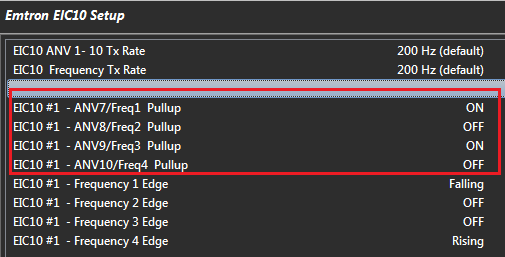 Emtron EIC10 Setup
EIC10 ANV 1- 10 Tx Rate 200 Hz (default)
EIC10 Frequency Tx Rate 200 Hz (default)
EIC10 #1 - ANV7/Freq1 Pullup ON
EIC10 #1 - ANV8/Freq2 Pullup OFF
EIC10 #1 - ANV9/Freq3 Pullup ON
EIC10 #1 - ANV10/Freq4 Pullup OFF
EIC10 #1 - Frequency 1 Edge Falling
EIC10 #1 - Frequency 2 Edge OFF
EIC10 #1 - Frequency 3 Edge OFF
EIC10 #1 - Frequency 4 Edge Rising